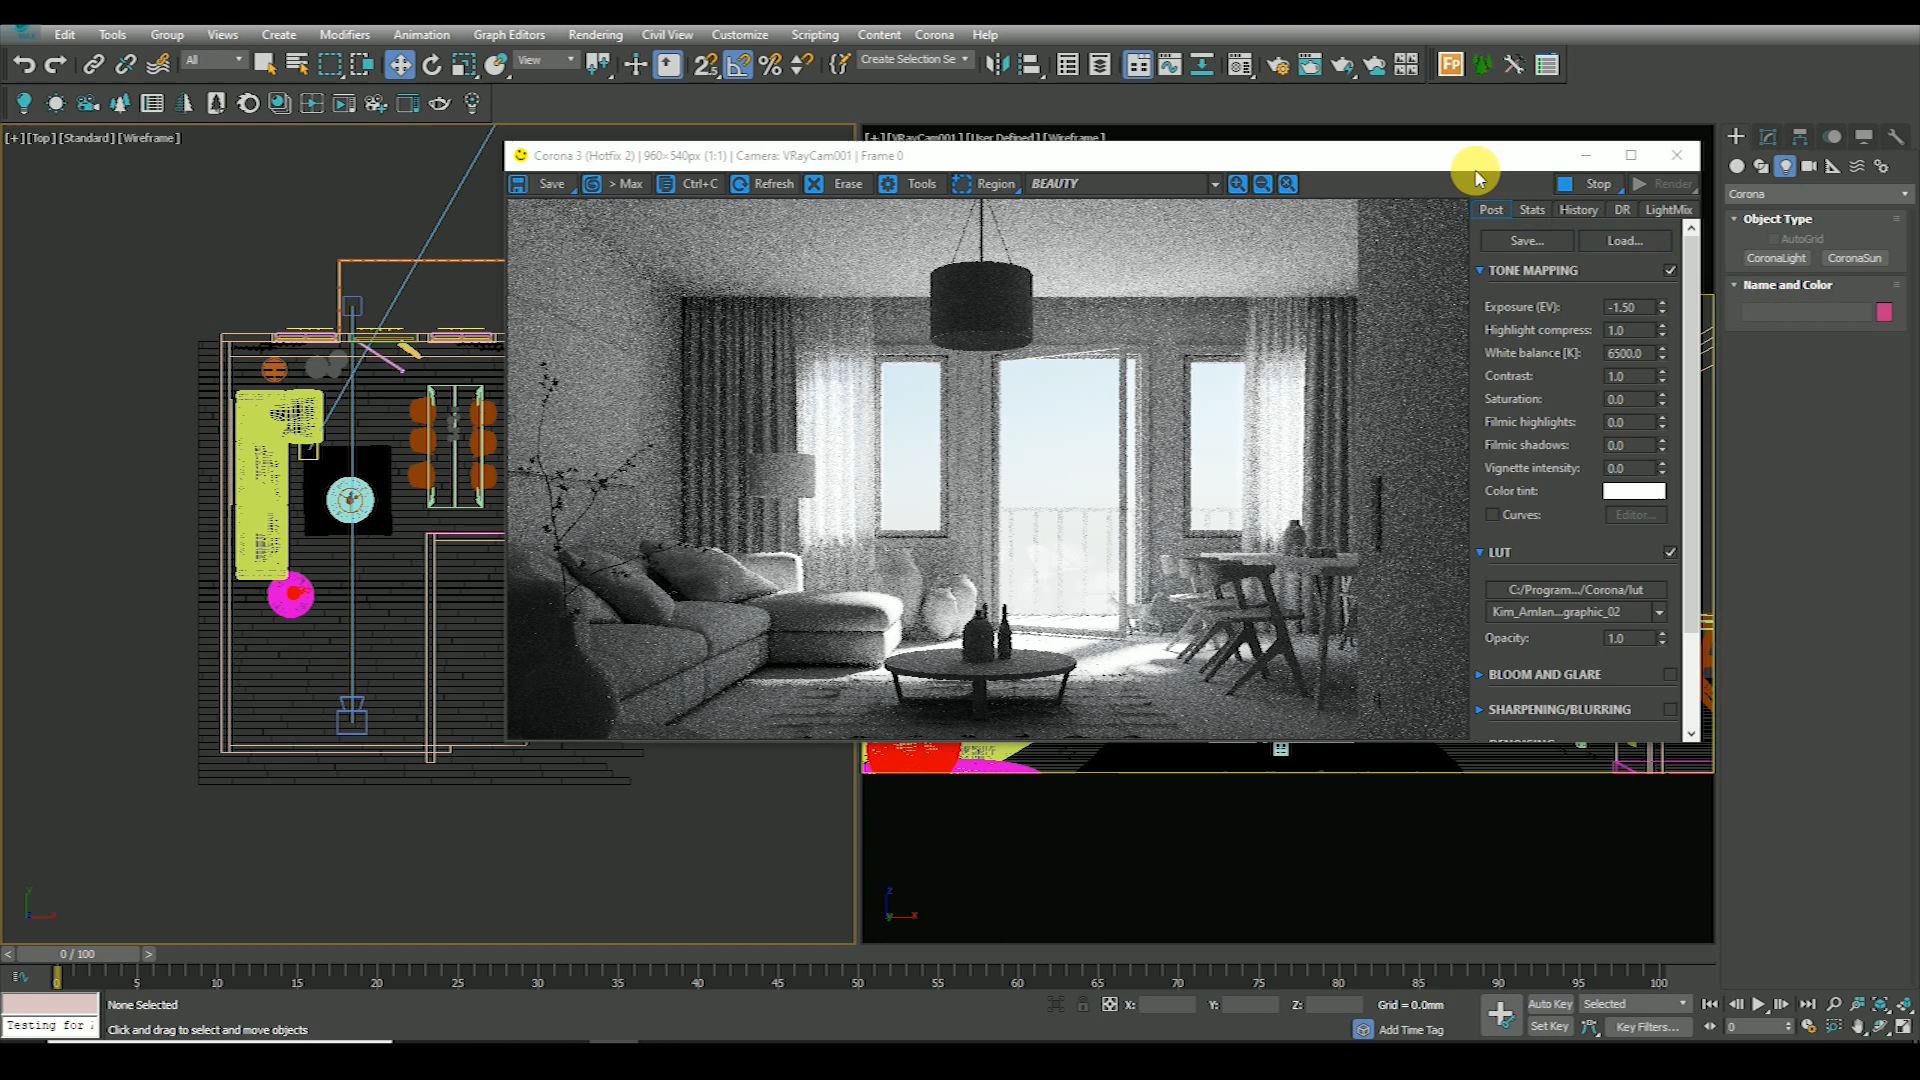 Edit Tools Group Views Create Modifiers Animation Graph Editors Rendering Civil View Customize Scripting Content Corona Help
All View Create Selection Se
[+] [Top] [Standard] [Wireframe]
[+] [VRayCam001] [User Defined] [Wireframe]
Corona 3 (Hotfix 2) | 960×540px (1:1) | Camera: VRayCam001 | Frame 0
Save > Max Ctrl+C Refresh Erase Tools Region BEAUTY Stop Render
Post Stats History DR LightMix
Save... Load...
TONE MAPPING
Exposure (EV): -1.50
Highlight compress: 1.0
White balance [K]: 6500.0
Contrast: 1.0
Saturation: 0.0
Filmic highlights: 0.0
Filmic shadows: 0.0
Vignette intensity: 0.0
Color tint:
Curves: Editor...
LUT
C:/Program.../Corona/lut
Kim_Amlan...graphic_02
Opacity: 1.0
BLOOM AND GLARE
SHARPENING/BLURRING
Corona
Object Type
AutoGrid
CoronaLight CoronaSun
Name and Color
< 0 / 100 >
0 5 10 15 20 25 30 35 40 45 50 55 60 65 70 75 80 85 90 95 100
None Selected
Testing for
Click and drag to select and move objects
X: Y: Z: Grid = 0.0mm
Add Time Tag
Auto Key Selected
Set Key Key Filters...
0